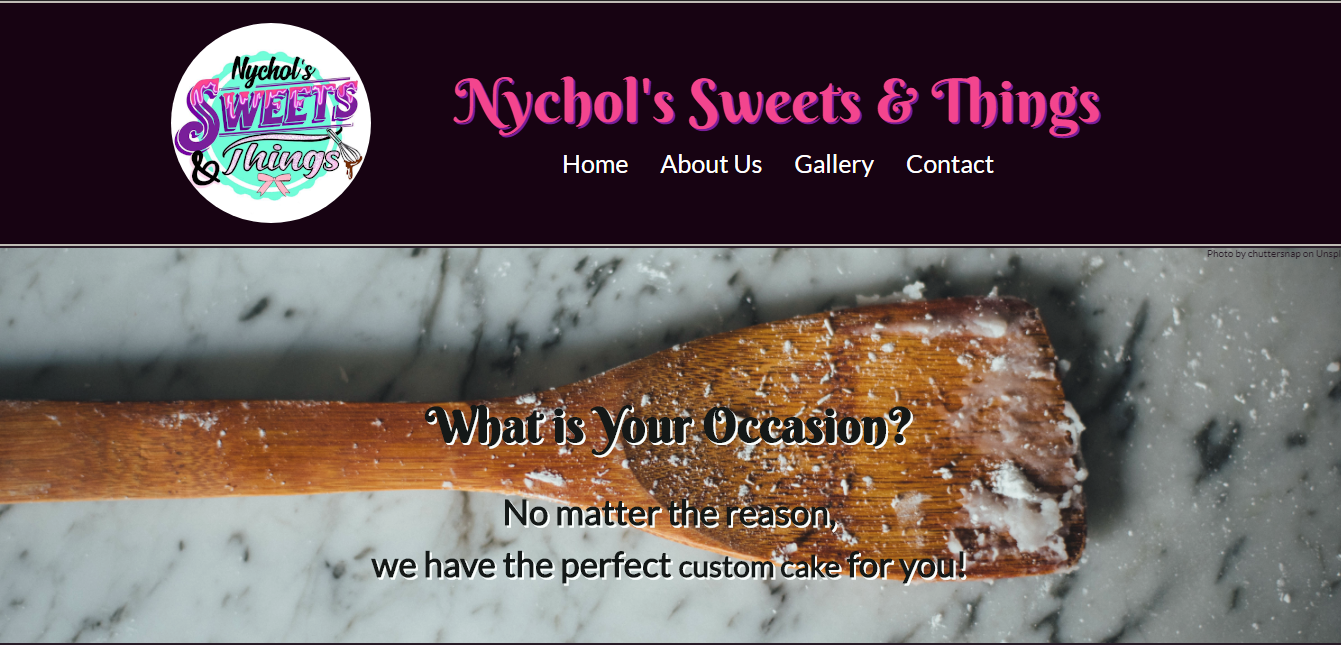 Nychol's
SWEETS
& Things
Nychol's Sweets & Things
Home About Us Gallery Contact
Photo by chuttersnap on Unspl
What is Your Occasion?
No matter the reason,
we have the perfect custom cake for you!